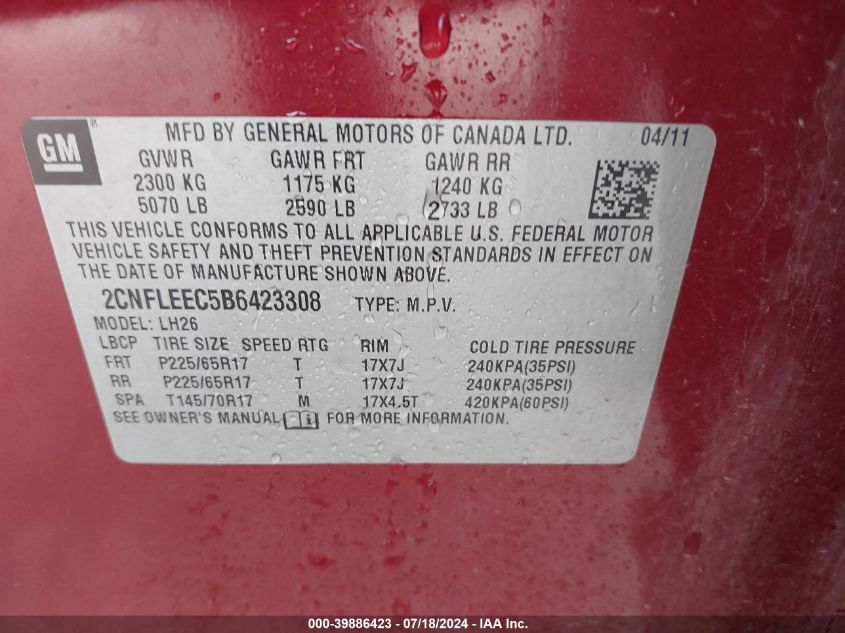 GM ® MFD BY GENERAL MOTORS OF CANADA LTD. 04/11
GVWR GAWR FRT GAWR RR
2300 KG 1175 KG 1240 KG
5070 LB 2590 LB 2733 LB
THIS VEHICLE CONFORMS TO ALL APPLICABLE U.S. FEDERAL MOTOR
VEHICLE SAFETY AND THEFT PREVENTION STANDARDS IN EFFECT ON
THE DATE OF MANUFACTURE SHOWN ABOVE.
2CNFLEEC5B6423308 TYPE: M.P.V.
MODEL: LH26
LBCP TIRE SIZE SPEED RTG RIM COLD TIRE PRESSURE
FRT P225/65R17 T 17X7J 240KPA(35PSI)
RR P225/65R17 T 17X7J 240KPA(35PSI)
SPA T145/70R17 M 17X4.5T 420KPA(60PSI)
SEE OWNER'S MANUAL i FOR MORE INFORMATION.
000-39886423 - 07/18/2024 - IAA Inc.